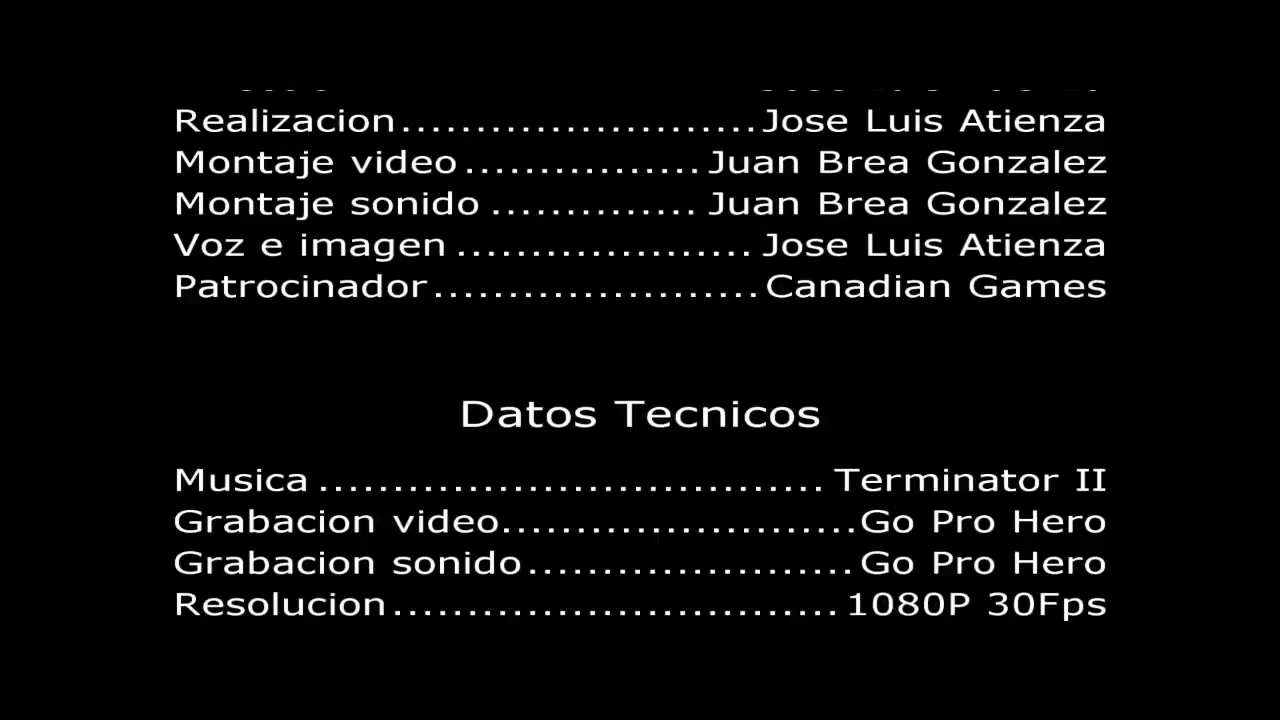 Realizacion........................Jose Luis Atienza
Montaje video................Juan Brea Gonzalez
Montaje sonido ..............Juan Brea Gonzalez
Voz e imagen ....................Jose Luis Atienza
Patrocinador......................Canadian Games
Datos Tecnicos
Musica ..................................Terminator II
Grabacion video........................Go Pro Hero
Grabacion sonido......................Go Pro Hero
Resolucion..............................1080P 30Fps